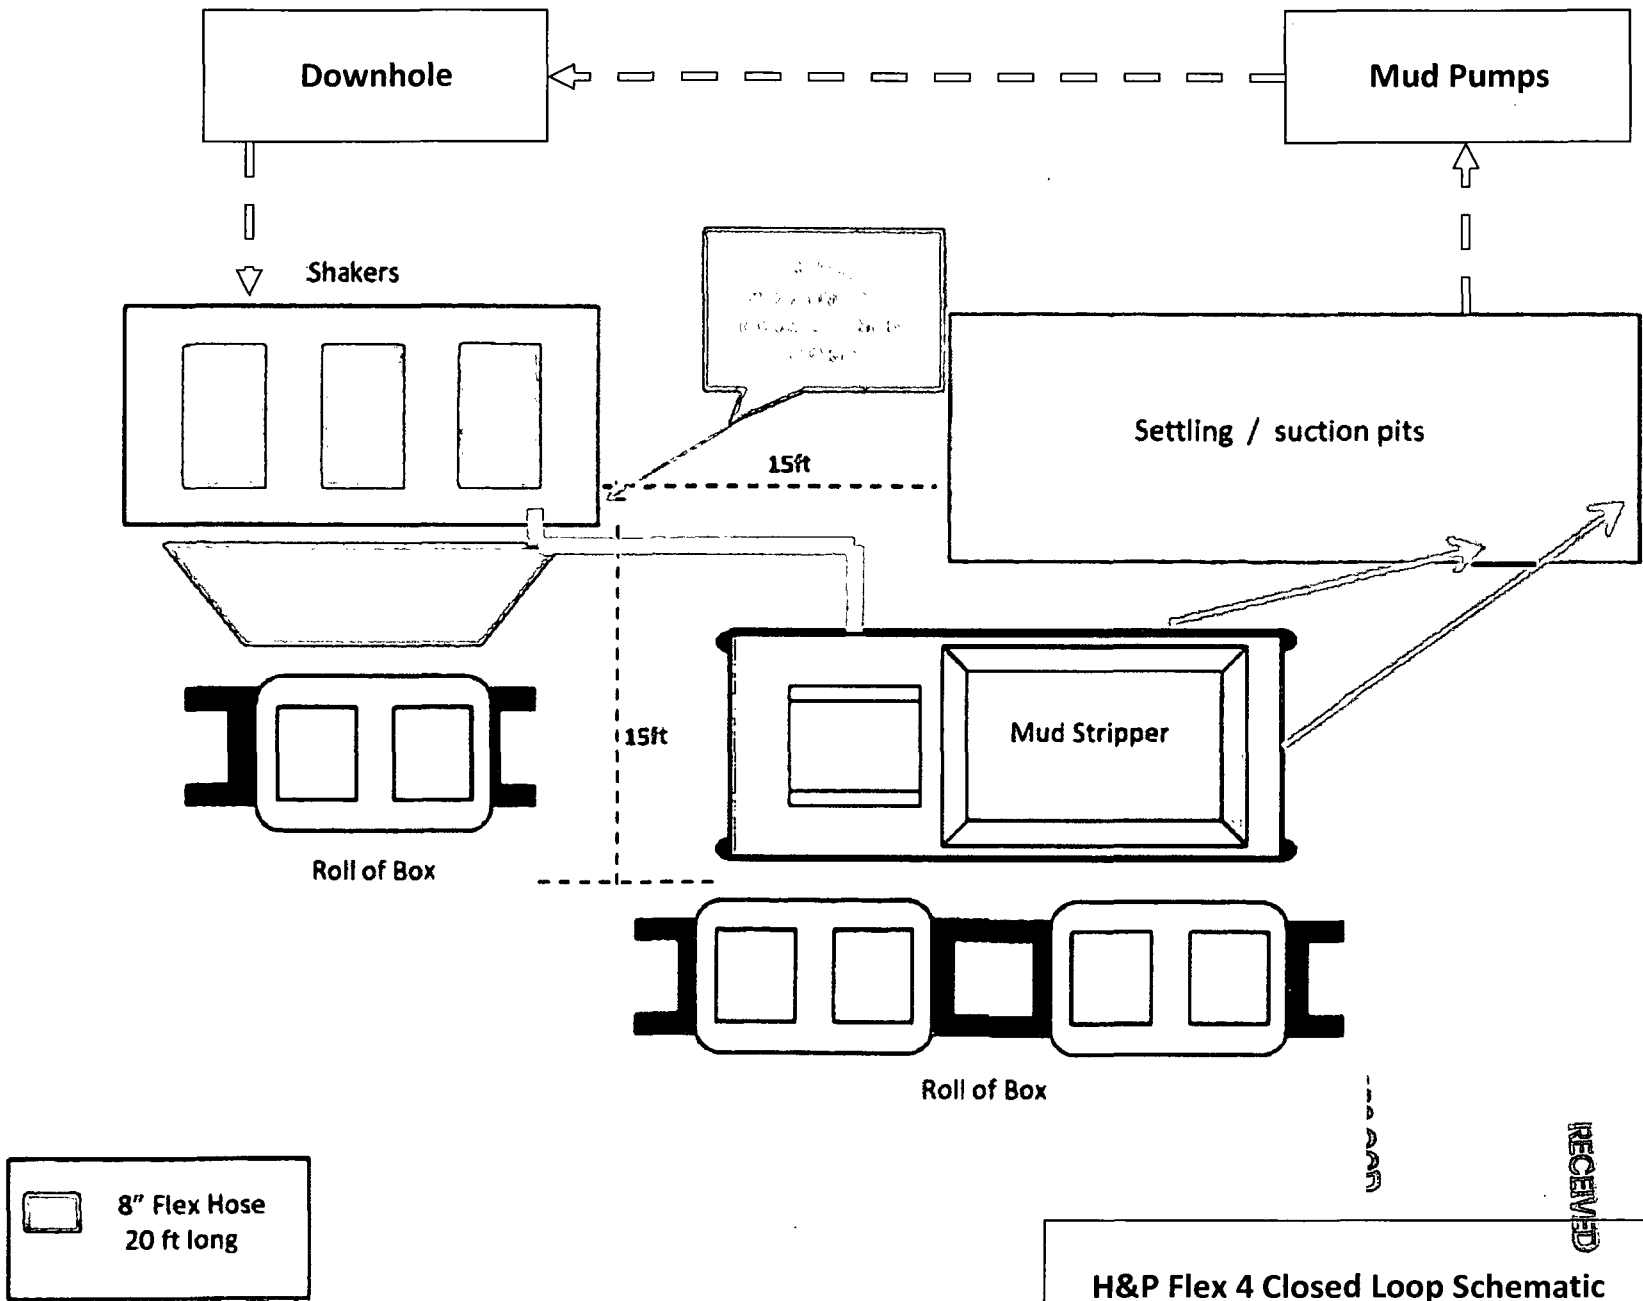 Downhole
Mud Pumps
Shakers
Settling / suction pits
15ft
15ft
Mud Stripper
Roll of Box
Roll of Box
RECEIVED
8" Flex Hose
20 ft long
H&P Flex 4 Closed Loop Schematic